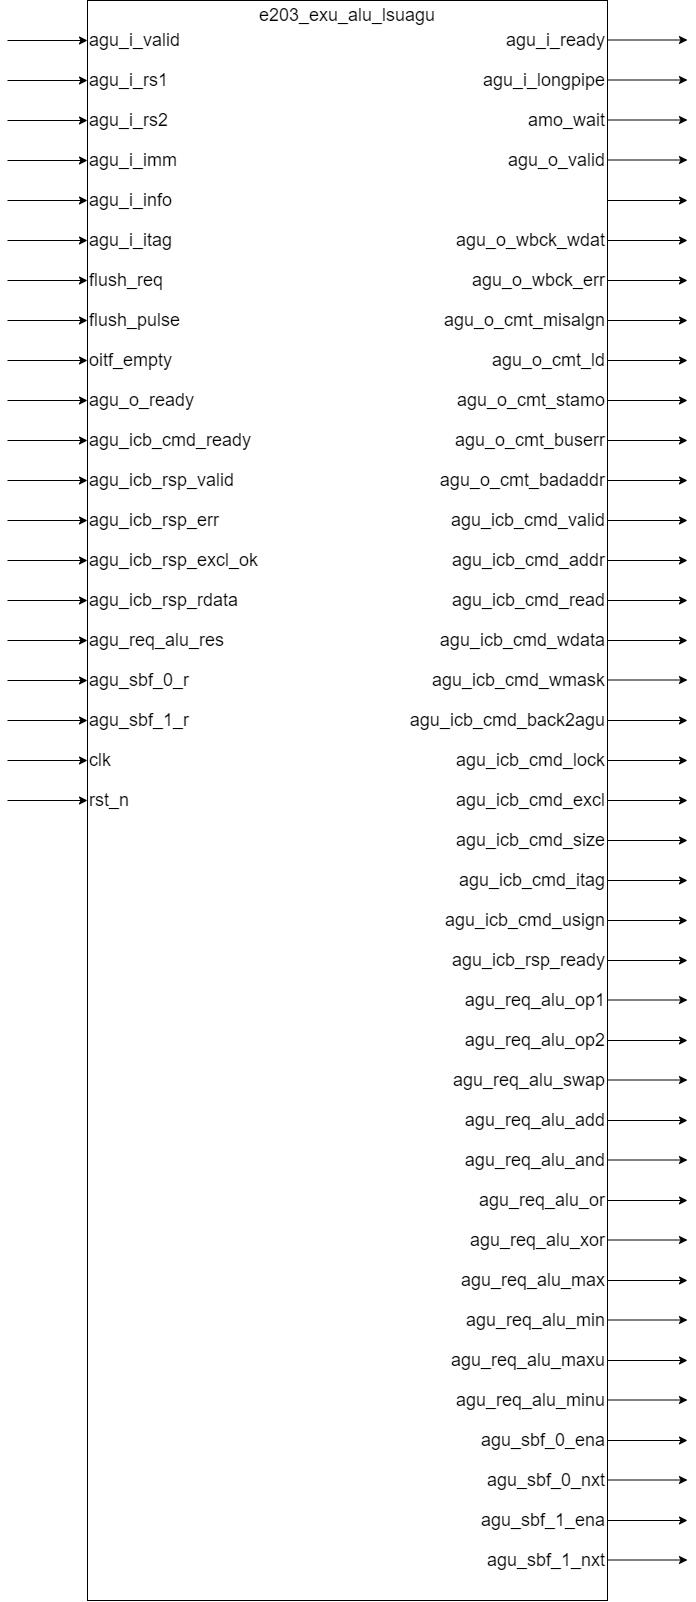 e203_exu_alu_lsuagu
agu_i_valid
agu_i_rs1
agu_i_rs2
agu_i_imm
agu_i_info
agu_i_itag
flush_req
flush_pulse
oitf_empty
agu_o_ready
agu_icb_cmd_ready
agu_icb_rsp_valid
agu_icb_rsp_err
agu_icb_rsp_excl_ok
agu_icb_rsp_rdata
agu_req_alu_res
agu_sbf_0_r
agu_sbf_1_r
clk
rst_n
agu_i_ready
agu_i_longpipe
amo_wait
agu_o_valid
agu_o_wbck_wdat
agu_o_wbck_err
agu_o_cmt_misalgn
agu_o_cmt_ld
agu_o_cmt_stamo
agu_o_cmt_buserr
agu_o_cmt_badaddr
agu_icb_cmd_valid
agu_icb_cmd_addr
agu_icb_cmd_read
agu_icb_cmd_wdata
agu_icb_cmd_wmask
agu_icb_cmd_back2agu
agu_icb_cmd_lock
agu_icb_cmd_excl
agu_icb_cmd_size
agu_icb_cmd_itag
agu_icb_cmd_usign
agu_icb_rsp_ready
agu_req_alu_op1
agu_req_alu_op2
agu_req_alu_swap
agu_req_alu_add
agu_req_alu_and
agu_req_alu_or
agu_req_alu_xor
agu_req_alu_max
agu_req_alu_min
agu_req_alu_maxu
agu_req_alu_minu
agu_sbf_0_ena
agu_sbf_0_nxt
agu_sbf_1_ena
agu_sbf_1_nxt